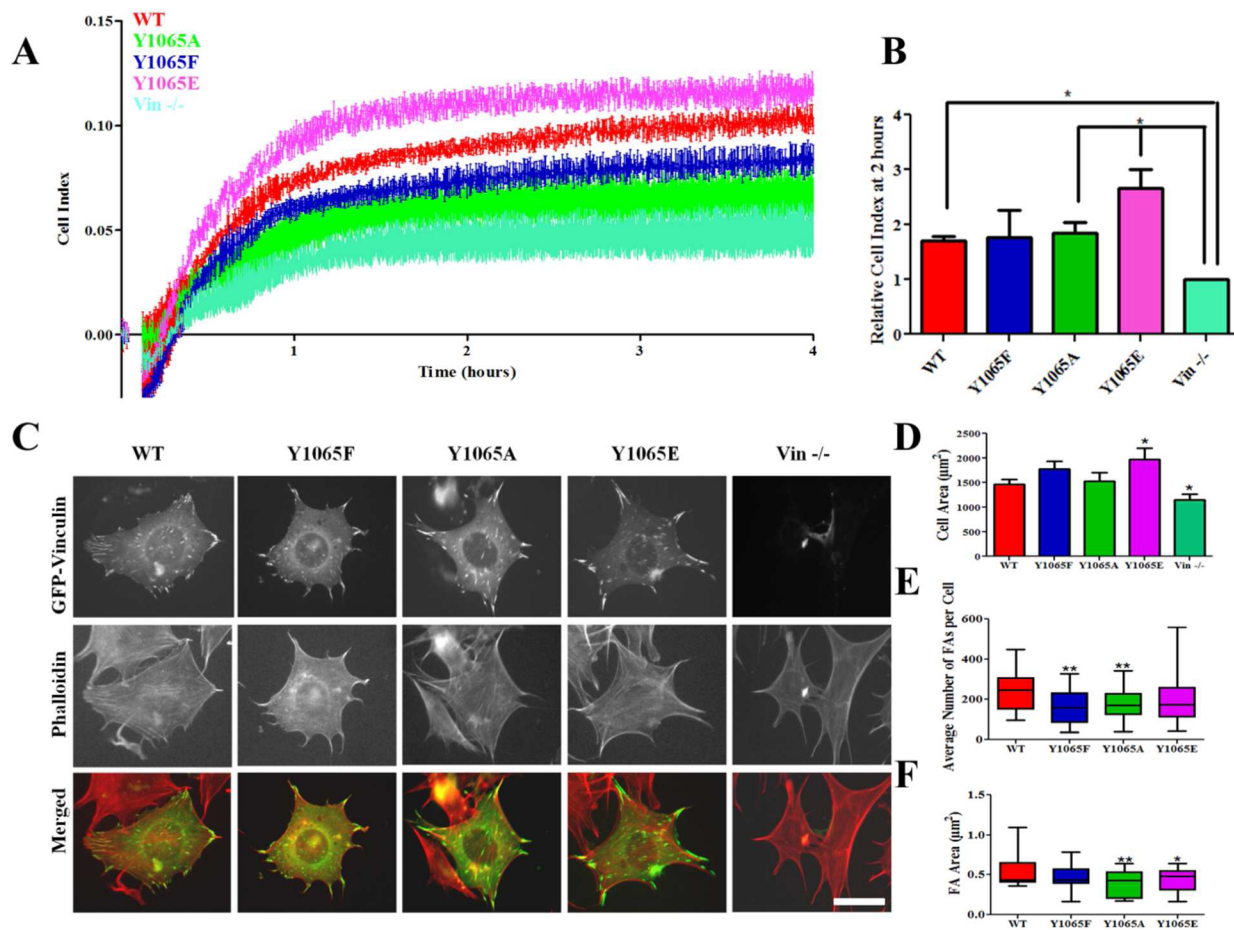 A
WT
Y1065A
Y1065F
Y1065E
Vin -/-
0.15
0.10
0.05
0.00
Cell Index
1
2
3
4
Time (hours)
B
*
*
4
3
2
1
0
Relative Cell Index at 2 hours
WT
Y1065F
Y1065A
Y1065E
Vin -/-
C
WT
Y1065F
Y1065A
Y1065E
Vin -/-
GFP-Vinculin
Phalloidin
Merged
D
2500
2000
1500
1000
500
0
Cell Area (µm²)
*
*
WT
Y1065F
Y1065A
Y1065E
Vin -/-
E
600
400
200
0
Average Number of FAs per Cell
**
**
WT
Y1065F
Y1065A
Y1065E
F
1.5
1.0
0.5
0.0
FA Area (µm²)
**
*
WT
Y1065F
Y1065A
Y1065E